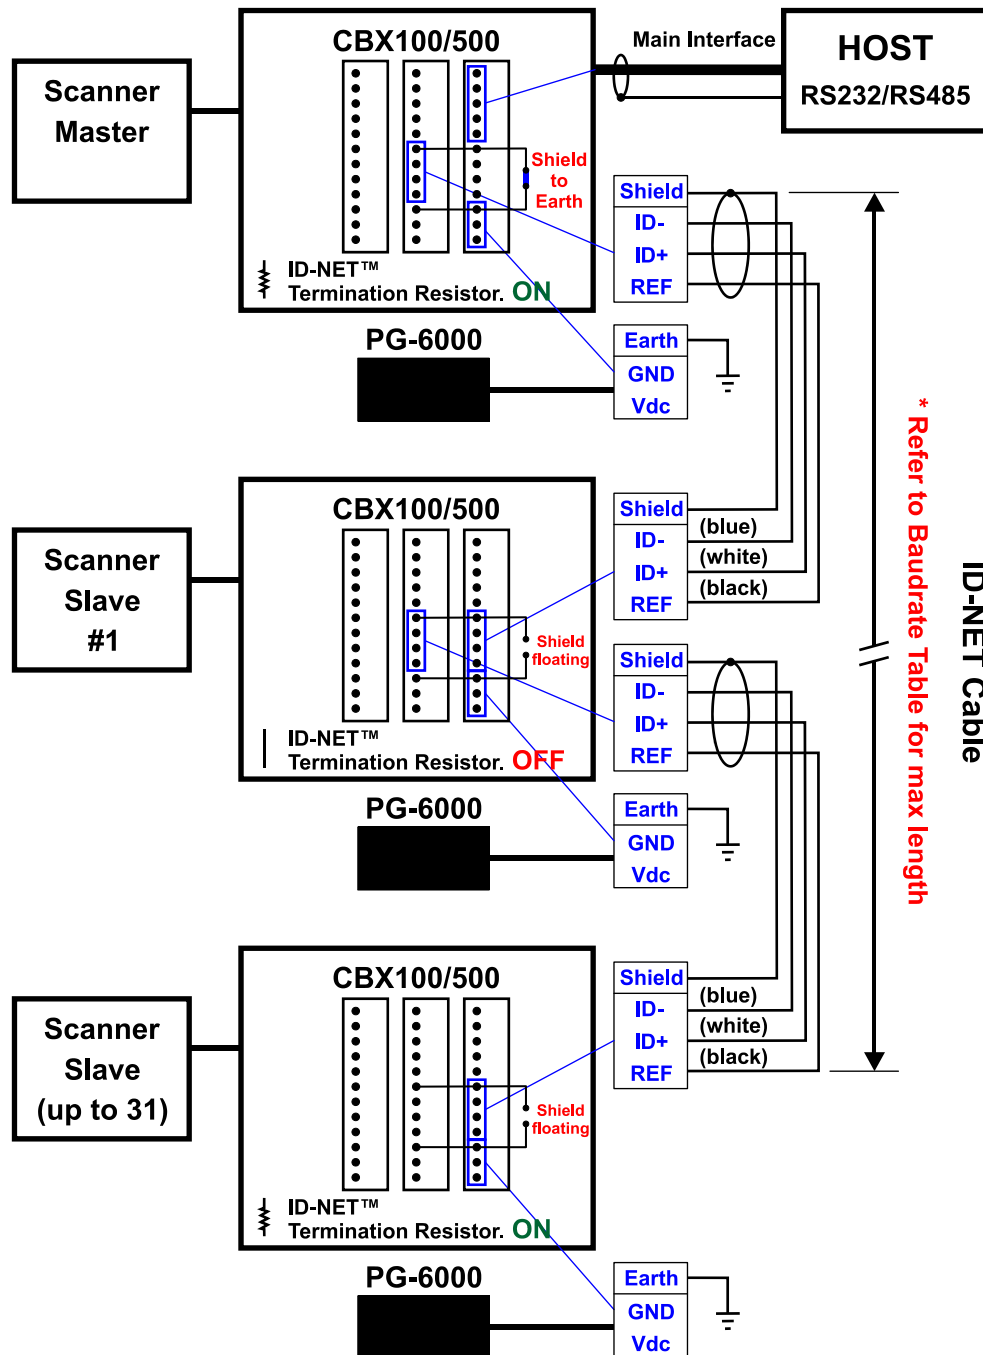 CBX100/500
Main Interface
HOST
RS232/RS485
Scanner
Master
Shield
to
Earth
Shield
ID-
ID+
REF
ID-NET™
Termination Resistor. ON
PG-6000
Earth
GND
Vdc
* Refer to Baudrate Table for max length
ID-NET Cable
CBX100/500
Scanner
Slave
#1
Shield
(blue)
ID-
(white)
ID+
(black)
REF
Shield
floating
Shield
ID-
ID+
REF
ID-NET™
Termination Resistor. OFF
PG-6000
Earth
GND
Vdc
CBX100/500
Scanner
Slave
(up to 31)
Shield
(blue)
ID-
(white)
ID+
(black)
REF
Shield
floating
ID-NET™
Termination Resistor. ON
PG-6000
Earth
GND
Vdc